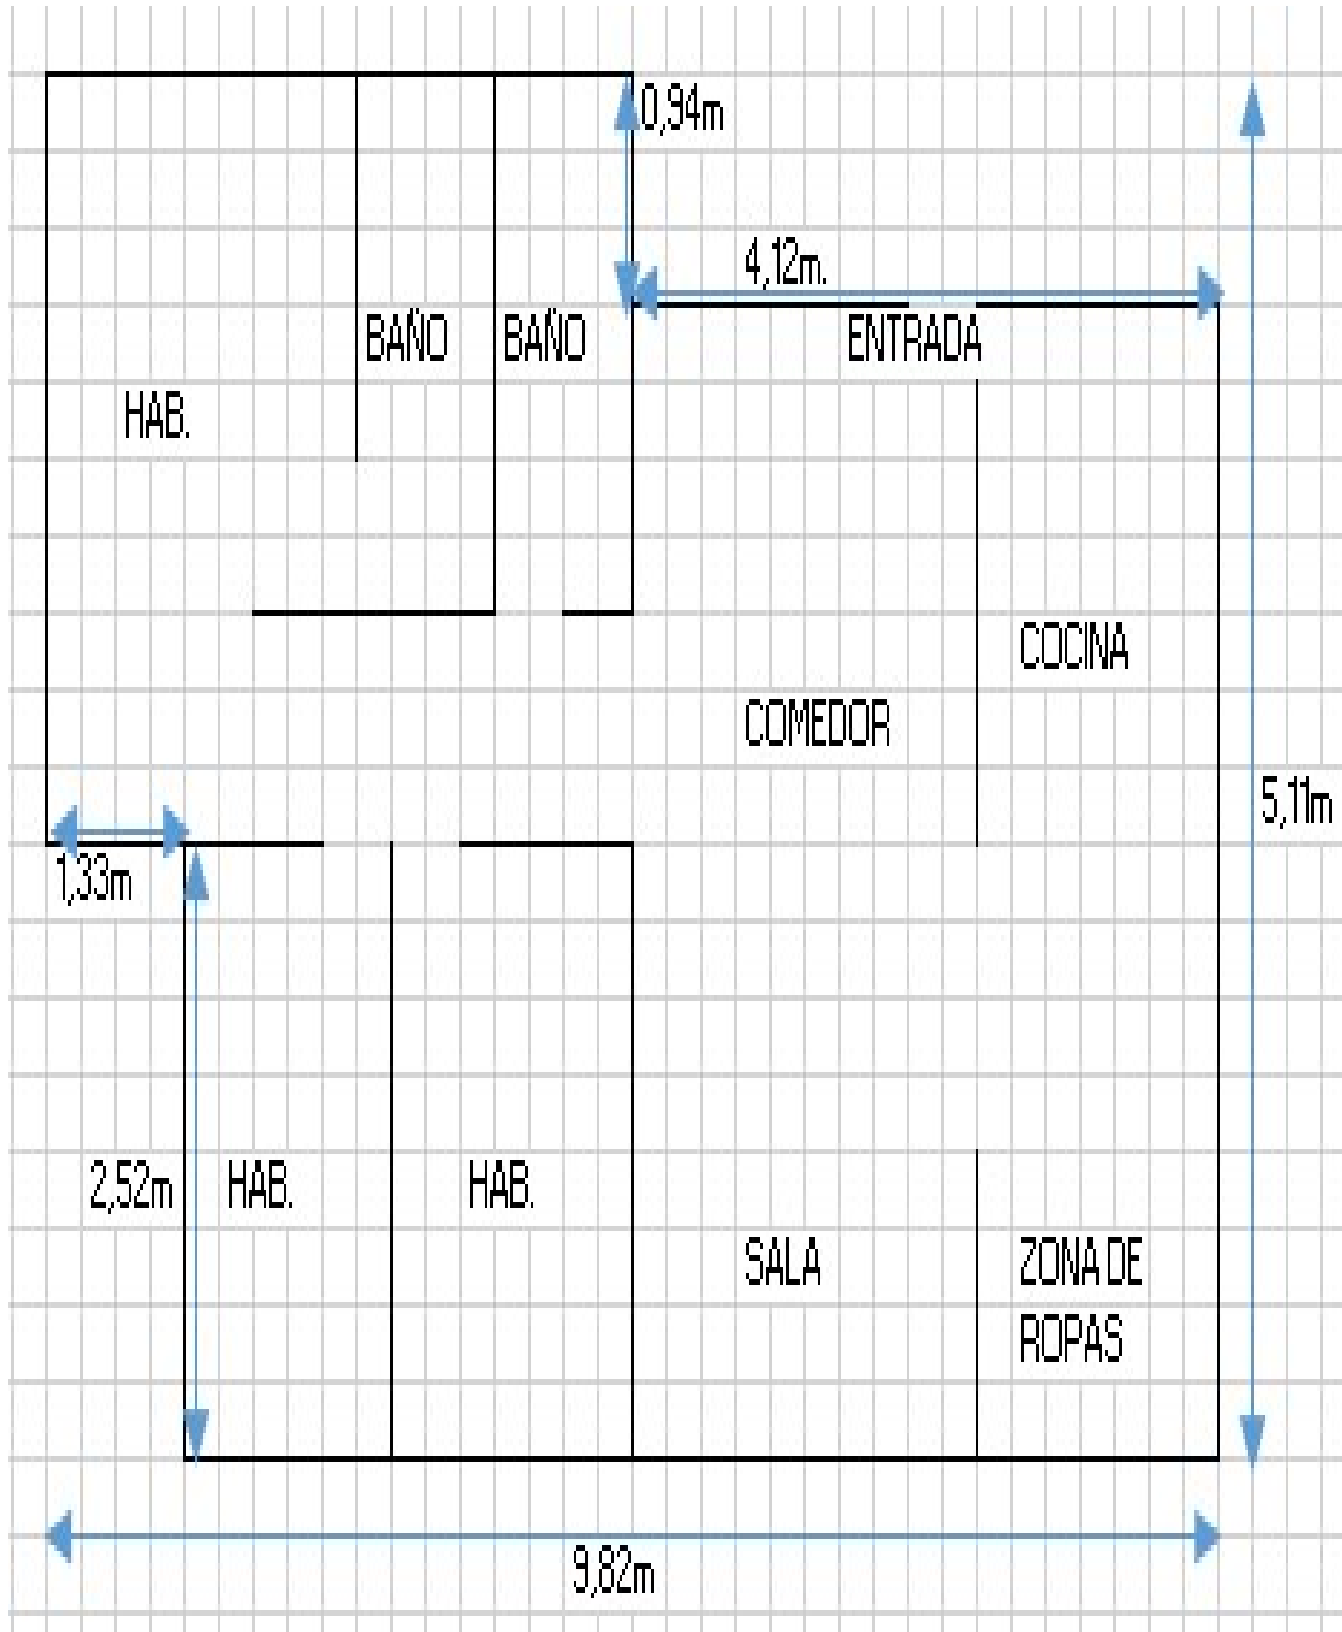 0,94m
4,12m.
BAÑO
BAÑO
ENTRADA
HAB.
COCINA
COMEDOR
5,11m
1,33m
2,52m
HAB.
HAB.
SALA
ZONA DE
ROPAS
9,82m